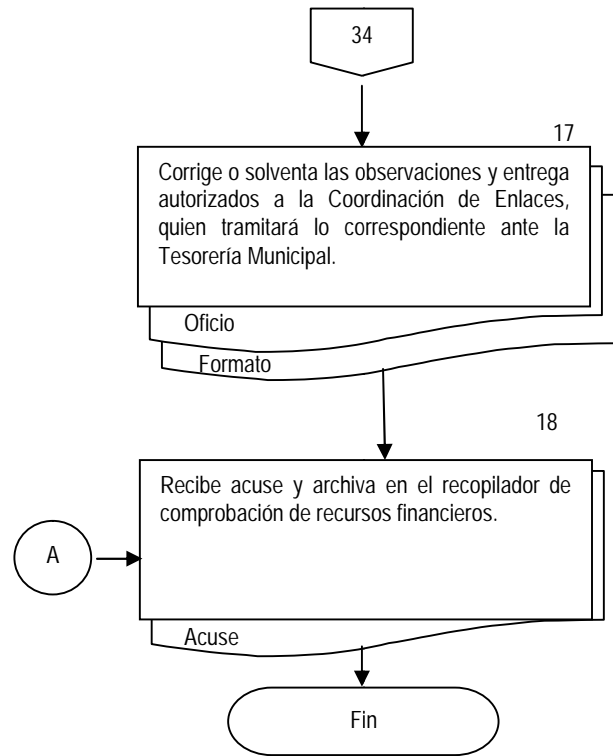 34
17
Corrige o solventa las observaciones y entrega
autorizados a la Coordinación de Enlaces,
quien tramitará lo correspondiente ante la
Tesorería Municipal.
Oficio
Formato
18
Recibe acuse y archiva en el recopilador de
comprobación de recursos financieros.
A
Acuse
Fin